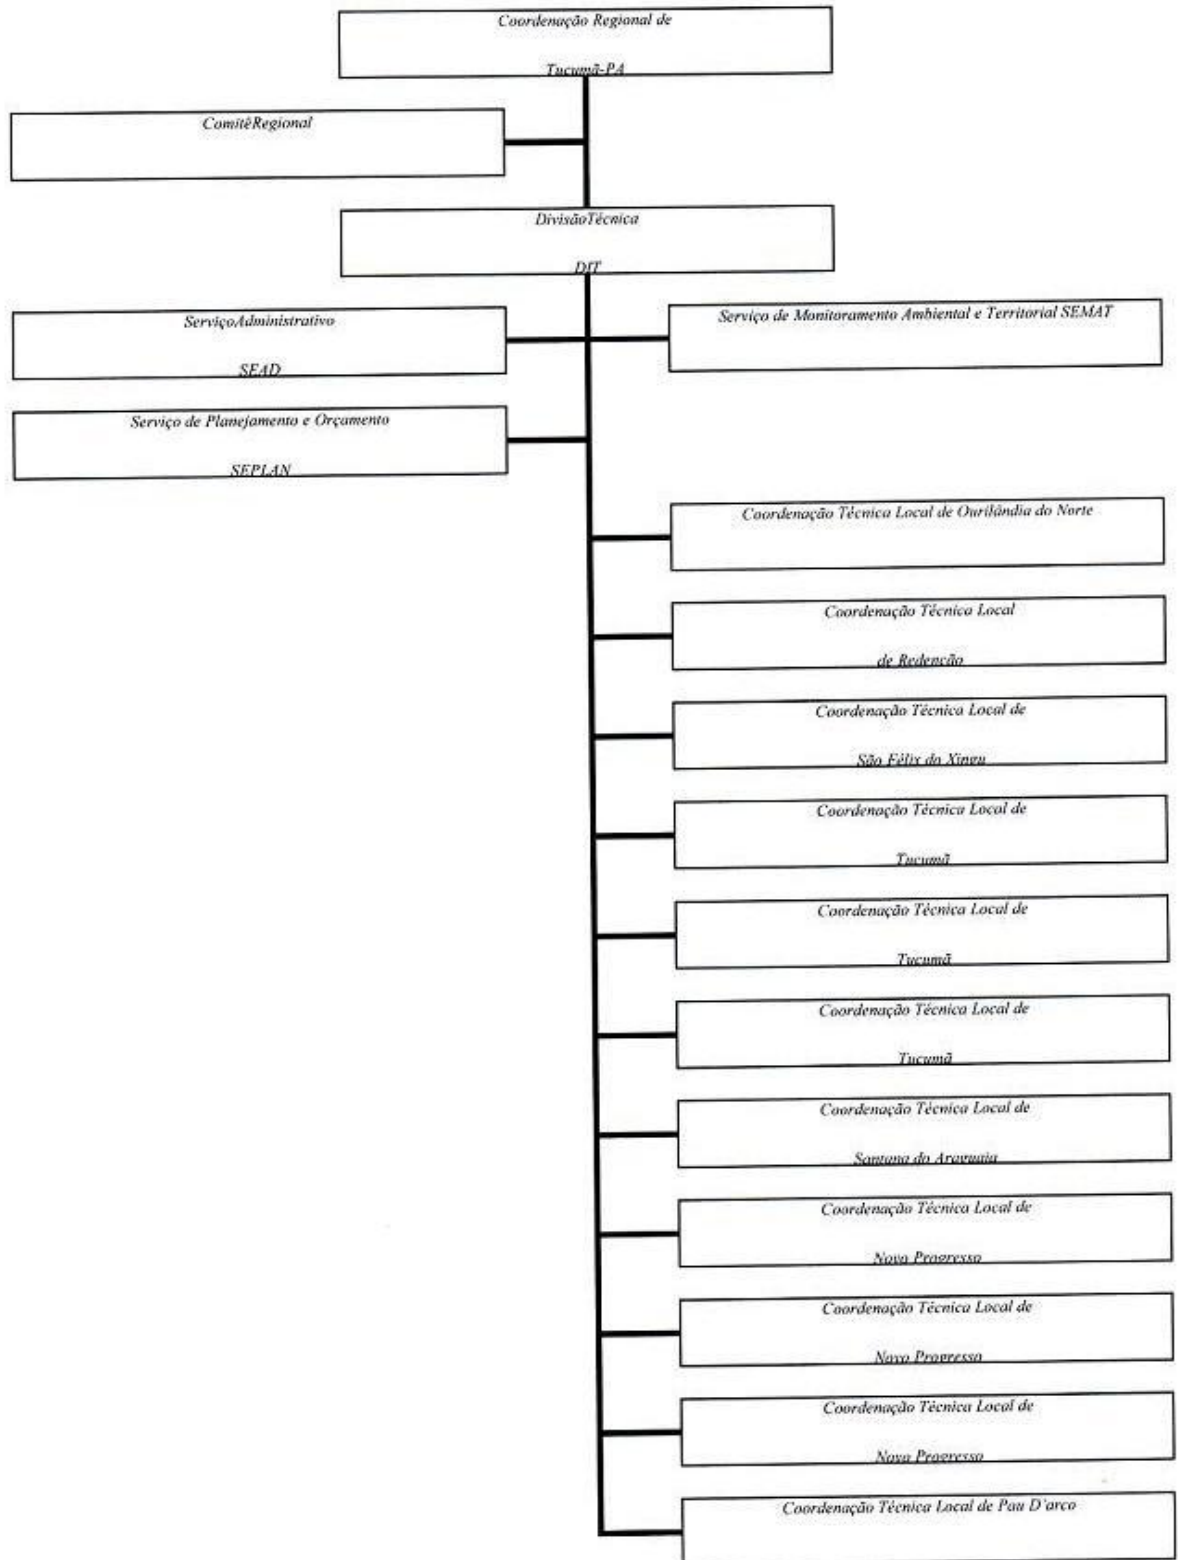 Coordenação Regional de
Tucumã-PA
ComitêRegional
DivisãoTécnica
DIT
ServiçoAdministrativo
SEAD
Serviço de Monitoramento Ambiental e Territorial SEMAT
Serviço de Planejamento e Orçamento
SEPLAN
Coordenação Técnica Local de Ourilândia do Norte
Coordenação Técnica Local
de Redenção
Coordenação Técnica Local de
São Félix do Xingu
Coordenação Técnica Local de
Tucumã
Coordenação Técnica Local de
Tucumã
Coordenação Técnica Local de
Tucumã
Coordenação Técnica Local de
Santana do Araguaia
Coordenação Técnica Local de
Novo Progresso
Coordenação Técnica Local de
Novo Progresso
Coordenação Técnica Local de
Novo Progresso
Coordenação Técnica Local de Pau D'arco